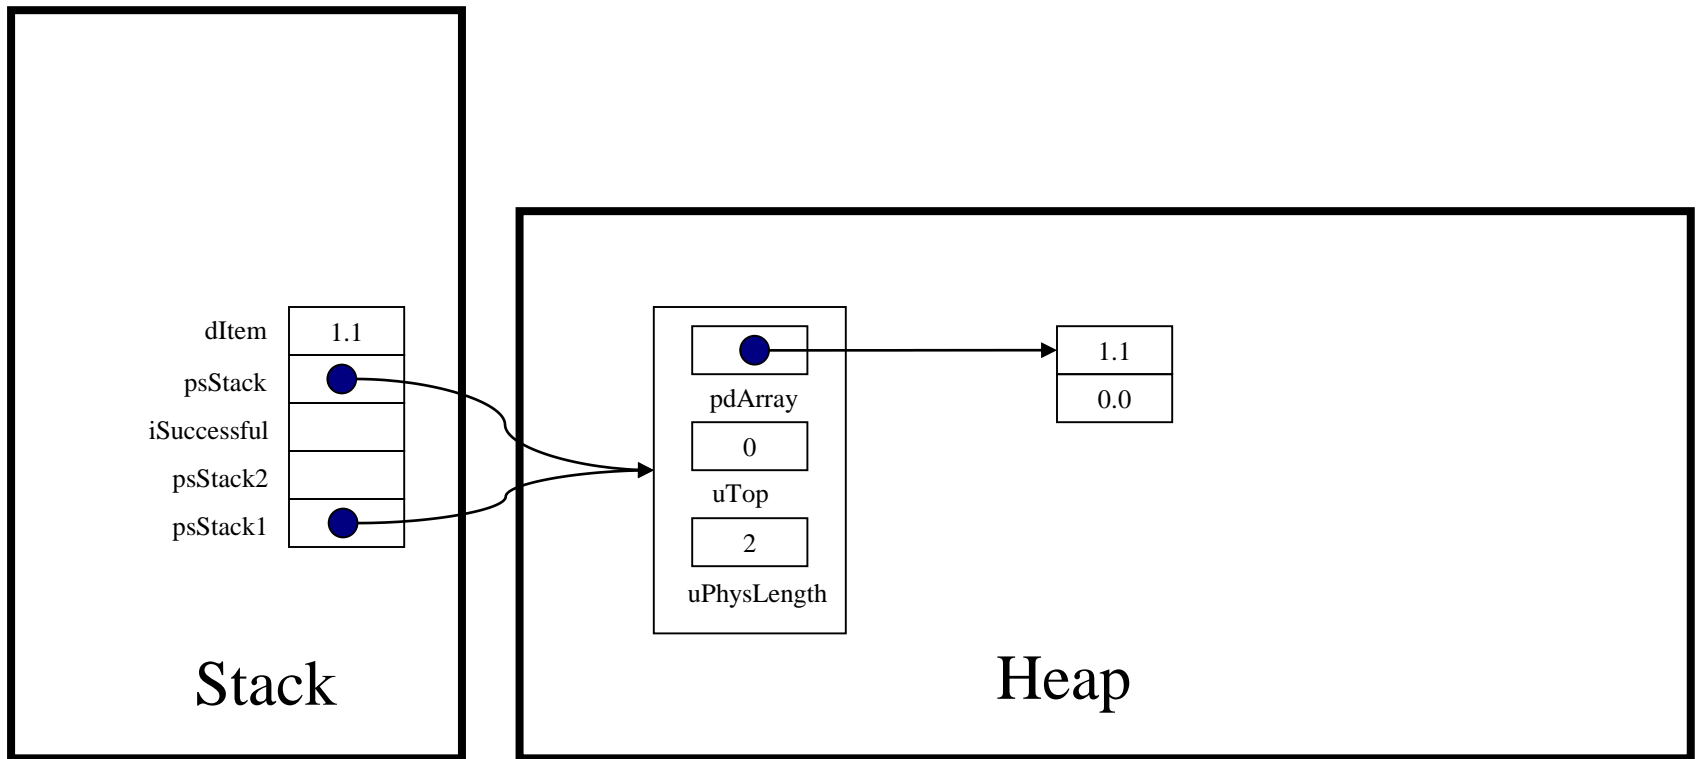 dItem 1.1
psStack
iSuccessful
psStack2
psStack1
Stack
pdArray
0
uTop
2
uPhysLength
1.1
0.0
Heap